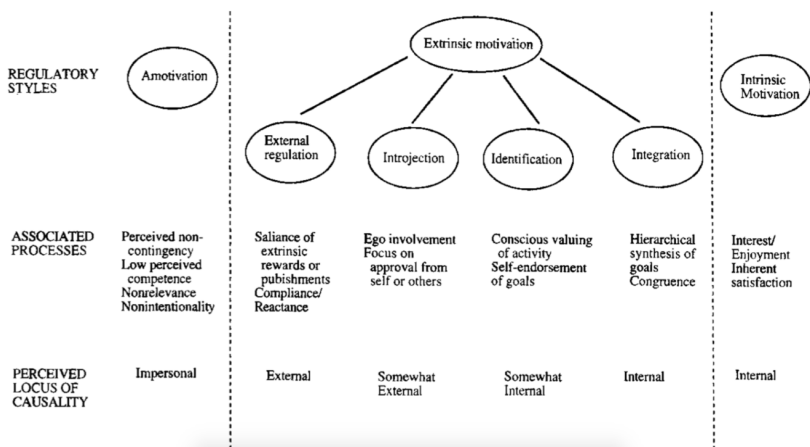 Extrinsic motivation
REGULATORY
STYLES
Amotivation
Intrinsic
Motivation
External
regulation
Introjection
Identification
Integration
ASSOCIATED
PROCESSES
Perceived non-
contingency
Low perceived
competence
Nonrelevance
Nonintentionality
Saliance of
extrinsic
rewards or
pubishments
Compliance/
Reactance
Ego involvement
Focus on
approval from
self or others
Conscious valuing
of activity
Self-endorsement
of goals
Hierarchical
synthesis of
goals
Congruence
Interest/
Enjoyment
Inherent
satisfaction
PERCEIVED
LOCUS OF
CAUSALITY
Impersonal
External
Somewhat
External
Somewhat
Internal
Internal
Internal